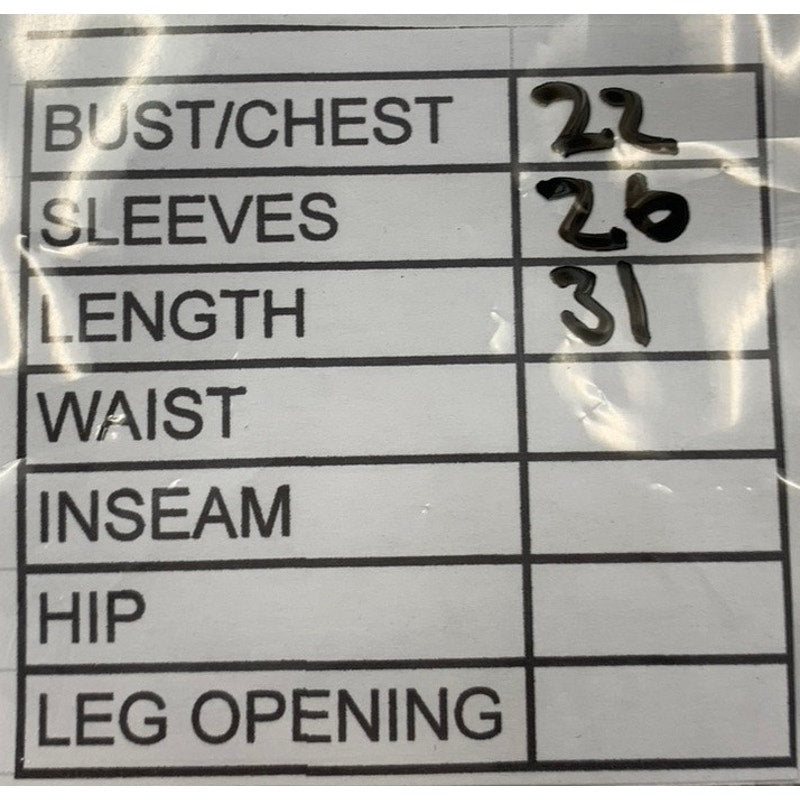 BUST/CHEST 22
SLEEVES 26
LENGTH 31
WAIST
INSEAM
HIP
LEG OPENING